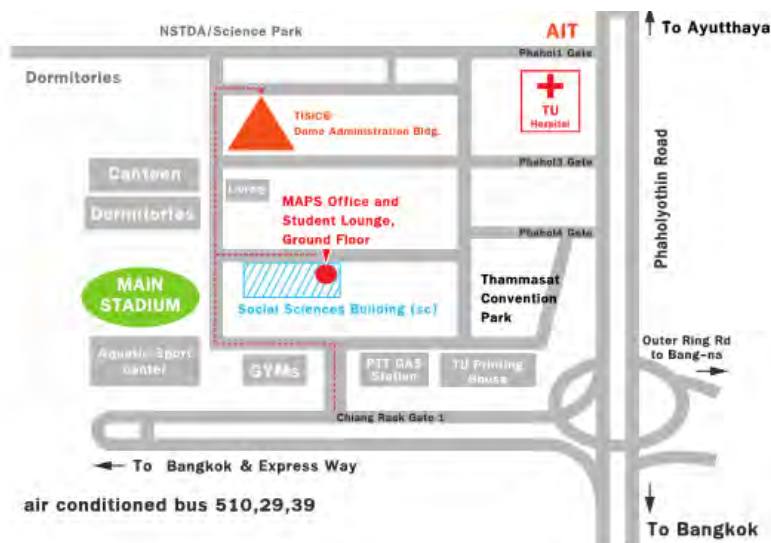 NSTDA/Science Park
AIT
To Ayutthaya
Phahol1 Gate
Dormitories
TU
Hospital
TISIC®
Dome Administration Bldg.
Phahol3 Gate
Canteen
Living
Dormitories
MAPS Office and
Student Lounge,
Ground Floor
Phahol4 Gate
Phaholyothin Road
MAIN
STADIUM
Thammasat
Convention
Park
Social Sciences Building (sc)
Outer Ring Rd
to Bang-na
Aquatic Sport
center
GYMs
PTT GAS
Station
TU Printing
House
Chiang Raak Gate 1
To Bangkok & Express Way
air conditioned bus 510,29,39
To Bangkok